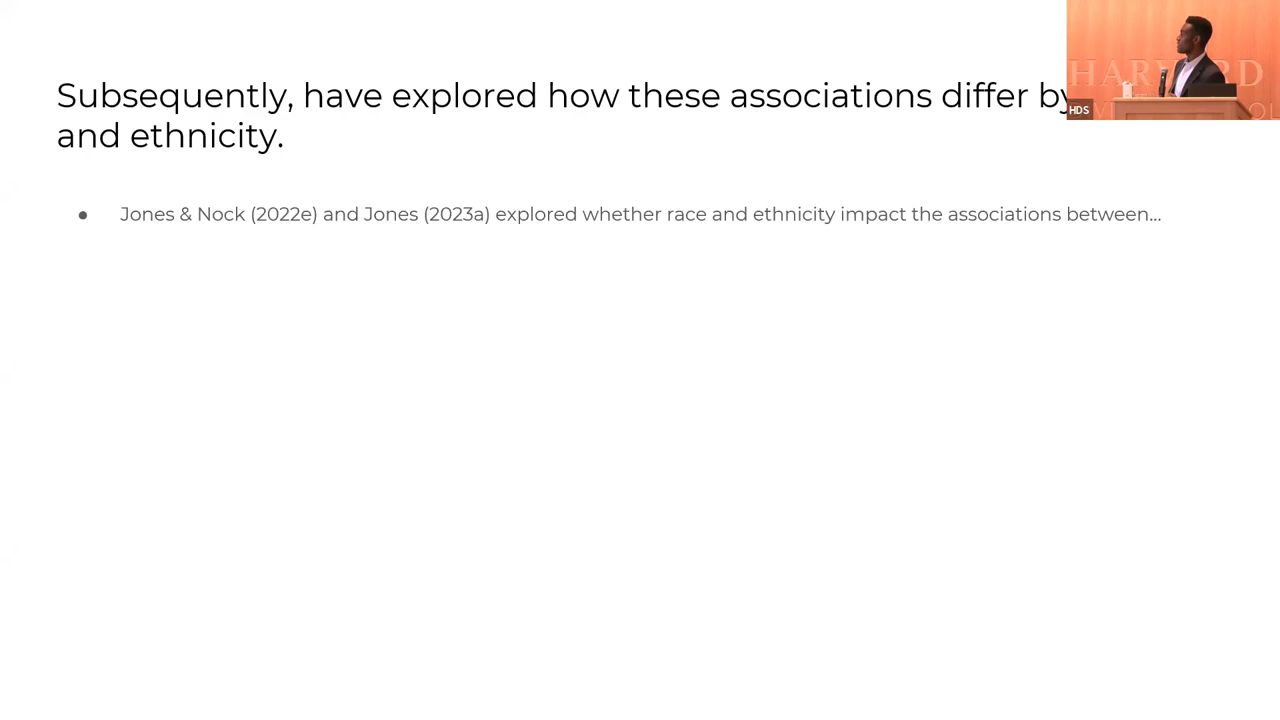 Subsequently, have explored how these associations differ by
and ethnicity.
● Jones & Nock (2022e) and Jones (2023a) explored whether race and ethnicity impact the associations between...
HDS